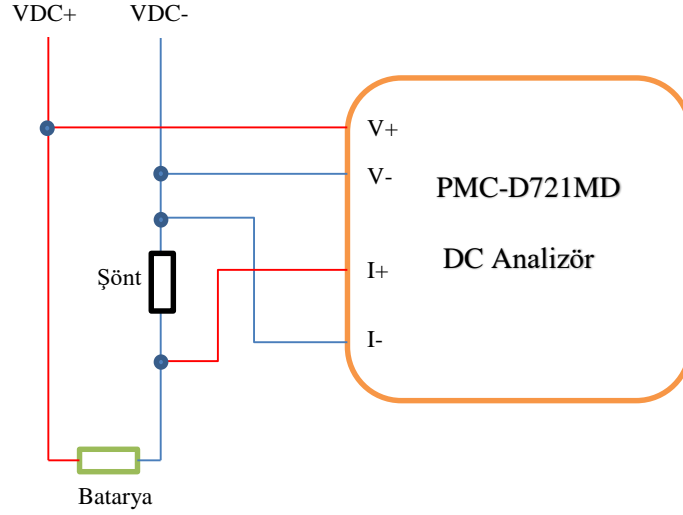 VDC+
VDC-
V+
V-
PMC-D721MD
DC Analizör
Şönt
I+
I-
Batarya